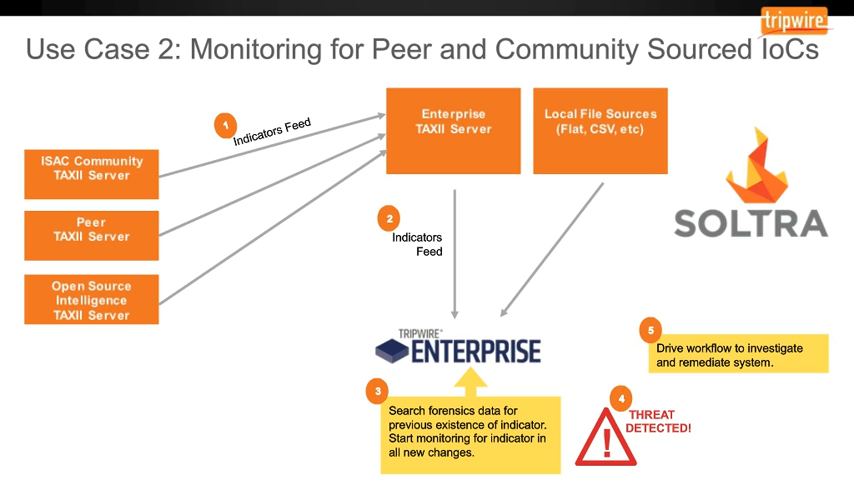 tripwire
Use Case 2: Monitoring for Peer and Community Sourced IoCs
1
Indicators Feed
Enterprise
TAXII Server
Local File Sources
(Flat, CSV, etc)
ISAC Community
TAXII Server
Peer
TAXII Server
Open Source
Intelligence
TAXII Server
2
Indicators
Feed
SOLTRA
TRIPWIRE
ENTERPRISE
3
Search forensics data for
previous existence of indicator.
Start monitoring for indicator in
all new changes.
4
THREAT
DETECTED!
!
5
Drive workflow to investigate
and remediate system.